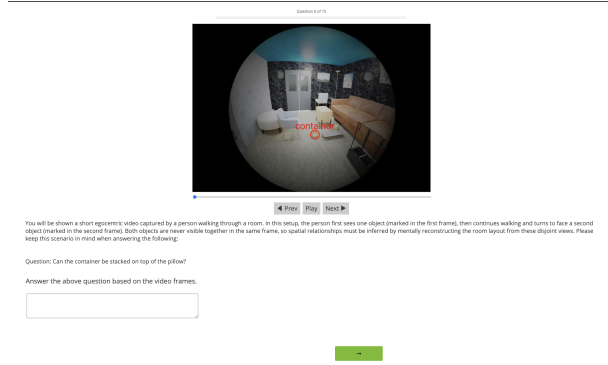 Question 6 of 15
container
◀ Prev Play Next ▶
You will be shown a short egocentric video captured by a person walking through a room. In this setup, the person first sees one object (marked in the first frame), then continues walking and turns to face a second
object (marked in the second frame). Both objects are never visible together in the same frame, so spatial relationships must be inferred by mentally reconstructing the room layout from these disjoint views. Please
keep this scenario in mind when answering the following:
Question: Can the container be stacked on top of the pillow?
Answer the above question based on the video frames.
→